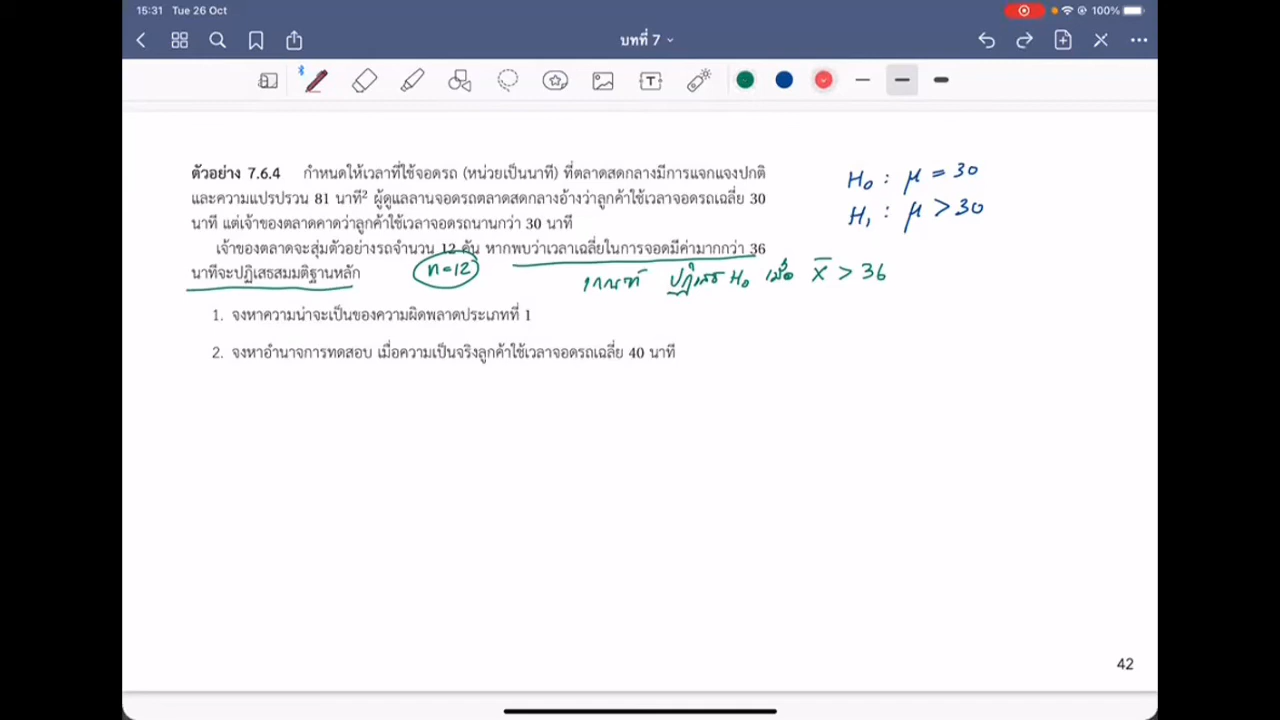 15:31 Tue 26 Oct
100%
บทที่ 7
ตัวอย่าง 7.6.4 กำหนดให้เวลาที่ใช้จอดรถ (หน่วยเป็นนาที) ที่ตลาดสดกลางมีการแจกแจงปกติ
และความแปรปรวน 81 นาที² ผู้ดูแลลานจอดรถตลาดสดกลางอ้างว่าลูกค้าใช้เวลาจอดรถเฉลี่ย 30
นาที แต่เจ้าของตลาดคาดว่าลูกค้าใช้เวลาจอดรถนานกว่า 30 นาที
H₀ : μ = 30
H₁ : μ > 30
เจ้าของตลาดจะสุ่มตัวอย่างรถจำนวน 12 คัน หากพบว่าเวลาเฉลี่ยในการจอดมีค่ามากกว่า 36
นาทีจะปฏิเสธสมมติฐานหลัก
n=12
เกณฑ์ ปฏิเสธ H₀ เมื่อ x̄ > 36
1. จงหาความน่าจะเป็นของความผิดพลาดประเภทที่ 1
2. จงหาอำนาจการทดสอบ เมื่อความเป็นจริงลูกค้าใช้เวลาจอดรถเฉลี่ย 40 นาที
42